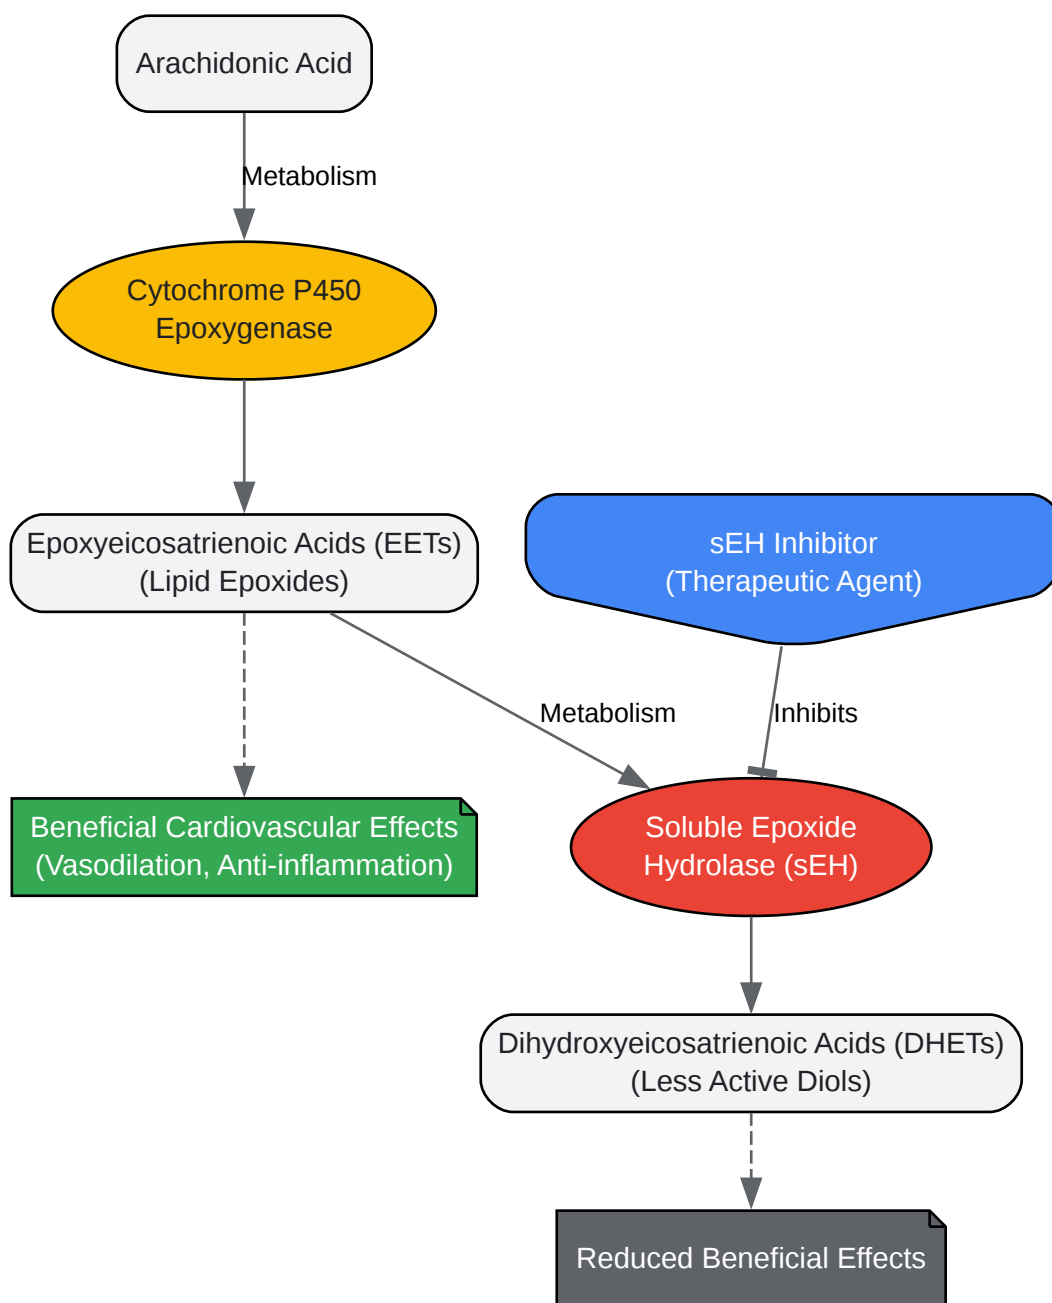 Arachidonic Acid
Metabolism
Cytochrome P450
Epoxygenase
Epoxyeicosatrienoic Acids (EETs)
(Lipid Epoxides)
sEH Inhibitor
(Therapeutic Agent)
Metabolism
Inhibits
Beneficial Cardiovascular Effects
(Vasodilation, Anti-inflammation)
Soluble Epoxide
Hydrolase (sEH)
Dihydroxyeicosatrienoic Acids (DHETs)
(Less Active Diols)
Reduced Beneficial Effects